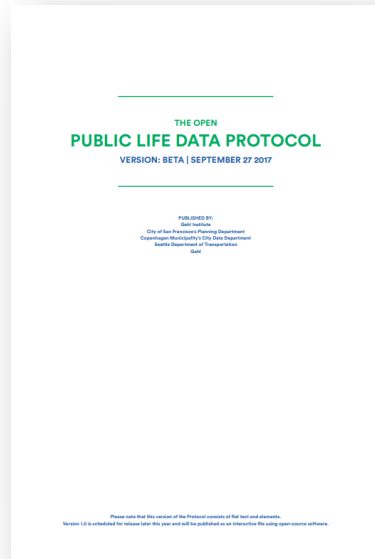 THE OPEN
PUBLIC LIFE DATA PROTOCOL
VERSION: BETA | SEPTEMBER 27 2017
PUBLISHED BY:
Gehl Institute
City of San Francisco's Planning Department
Copenhagen Municipality's City Data Department
Seattle Department of Transportation
Gehl
Please note that this version of the Protocol consists of flat text and elements.
Version 1.0 is scheduled for release later this year and will be published as an interactive file using open-source software.